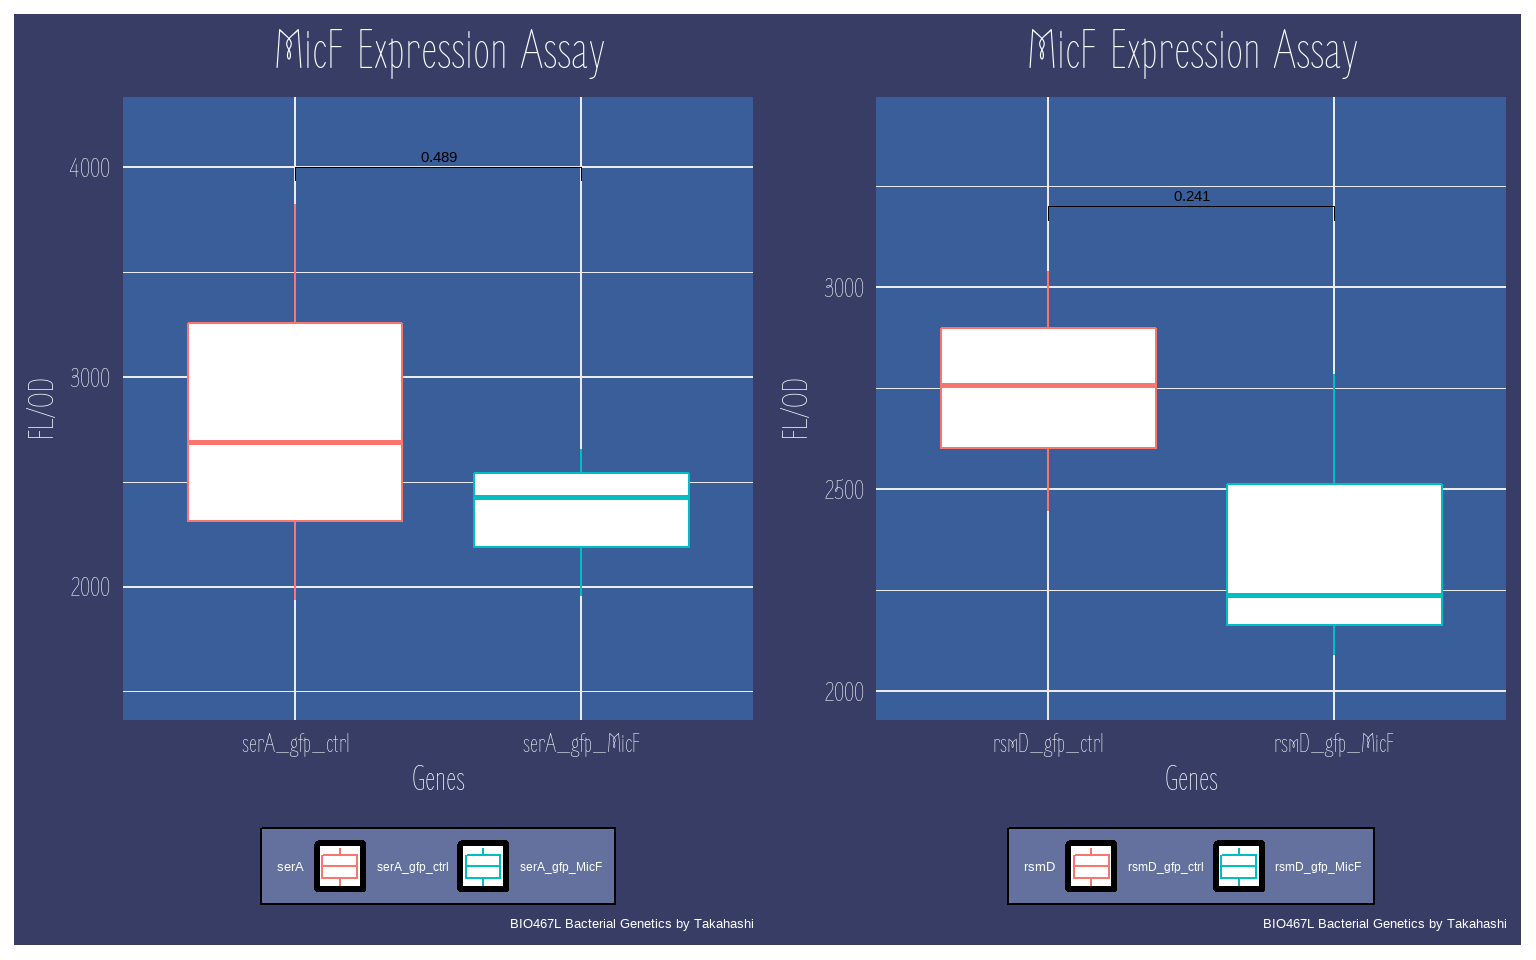 MicF Expression Assay
0.489
4000
3000
2000
FL/OD
serA_gfp_ctrl
serA_gfp_MicF
Genes
serA
serA_gfp_ctrl
serA_gfp_MicF
BIO467L Bacterial Genetics by Takahashi
MicF Expression Assay
0.241
3000
2500
2000
FL/OD
rsmD_gfp_ctrl
rsmD_gfp_MicF
Genes
rsmD
rsmD_gfp_ctrl
rsmD_gfp_MicF
BIO467L Bacterial Genetics by Takahashi